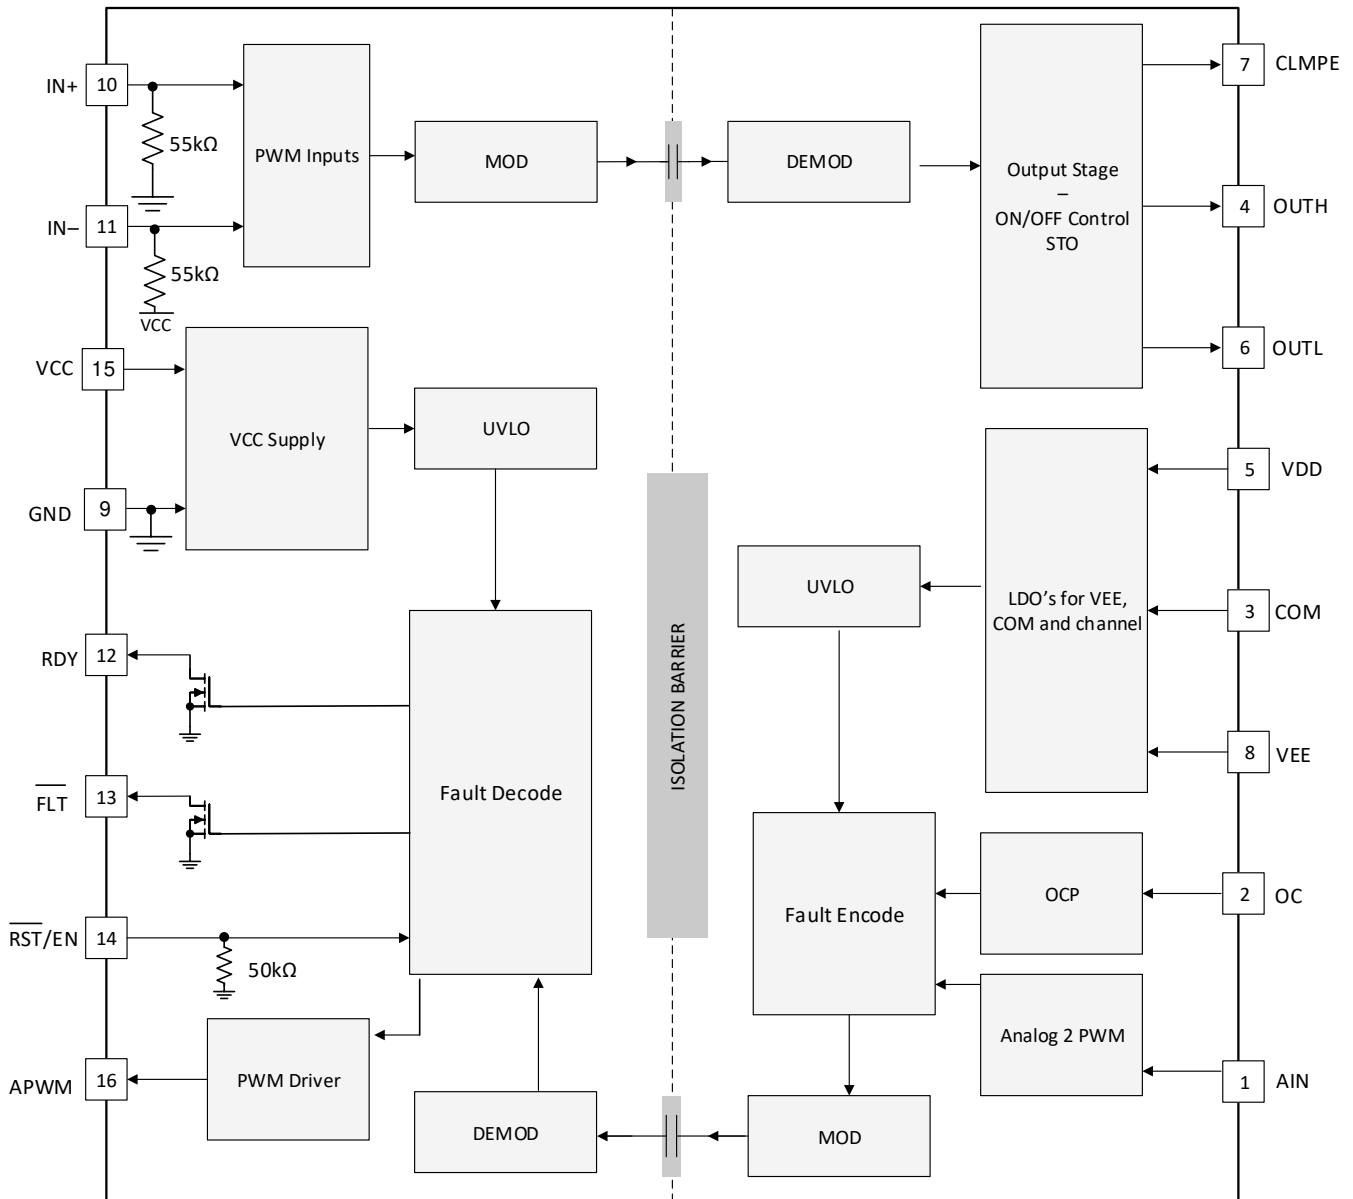 IN+
10
55kΩ
IN–
11
55kΩ
VCC
PWM Inputs
MOD
DEMOD
Output Stage
–
ON/OFF Control
STO
7
CLMPE
4
OUTH
6
OUTL
VCC
15
GND
9
VCC Supply
UVLO
ISOLATION BARRIER
UVLO
LDO's for VEE,
COM and channel
5
VDD
3
COM
8
VEE
RDY
12
FLT
13
RST/EN
14
50kΩ
Fault Decode
Fault Encode
OCP
2
OC
Analog 2 PWM
1
AIN
APWM
16
PWM Driver
DEMOD
MOD